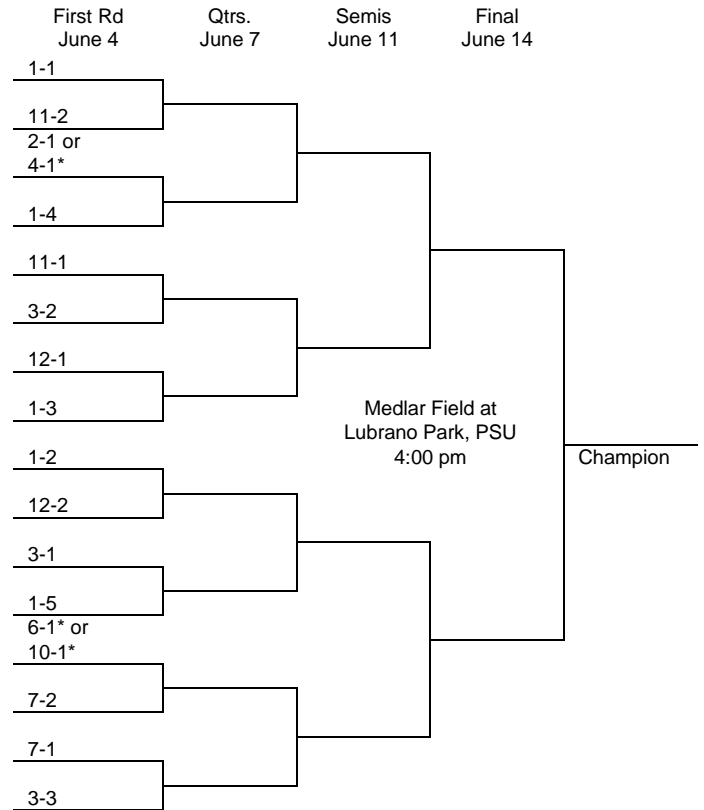 First Rd Qtrs. Semis Final
June 4 June 7 June 11 June 14
1-1
11-2
2-1 or
4-1*
1-4
11-1
3-2
12-1
1-3
Medlar Field at
Lubrano Park, PSU
4:00 pm
Champion
1-2
12-2
3-1
1-5
6-1* or
10-1*
7-2
7-1
3-3